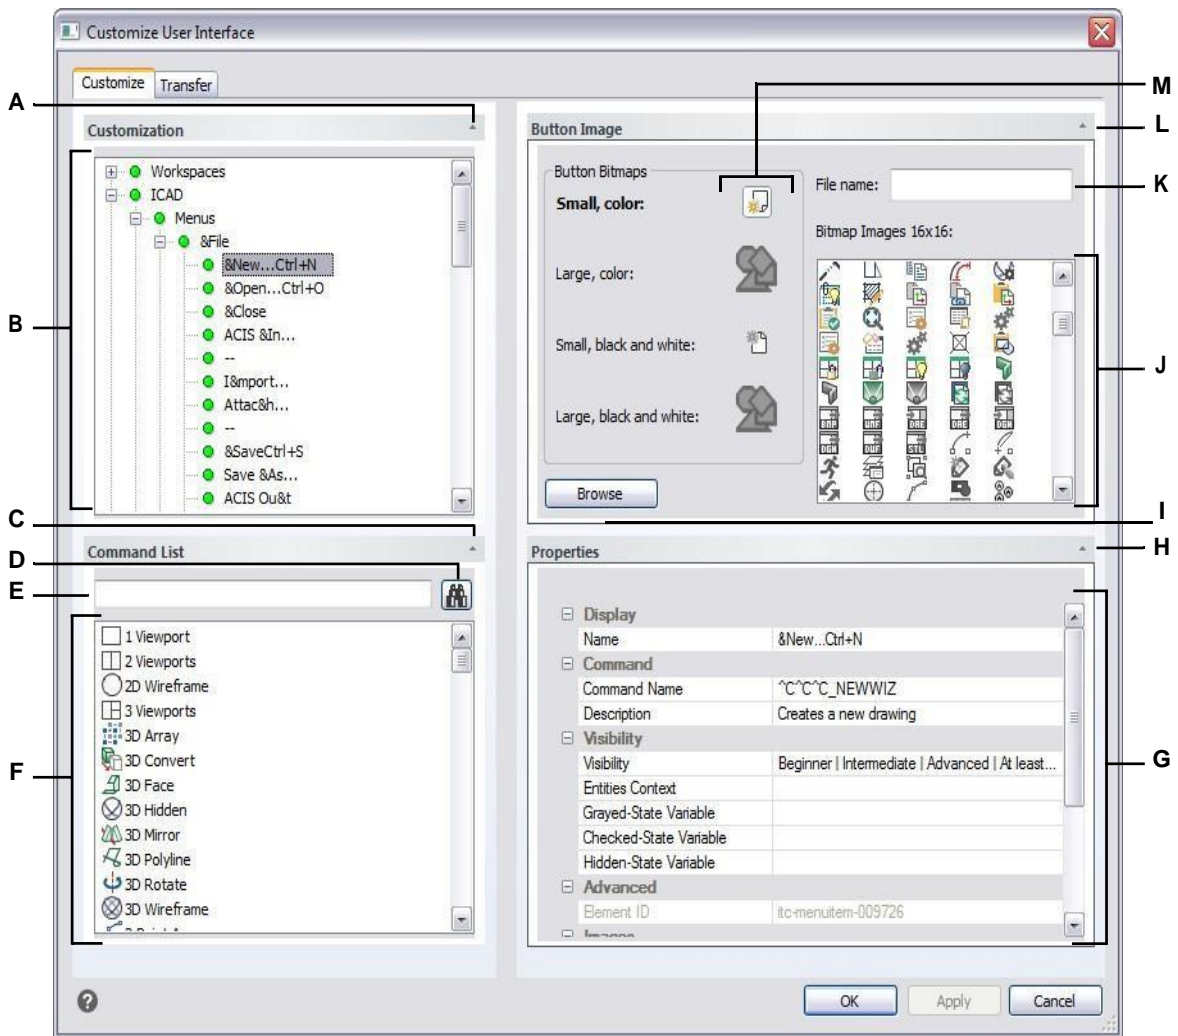 Customize User Interface
Customize Transfer
A
M
Customization
Button Image
L
B
Workspaces
ICAD
Menus
&File
&New...Ctrl+N
&Open...Ctrl+O
&Close
ACIS &In...
--
I&mport...
Attac&h...
--
&SaveCtrl+S
Save &As...
ACIS Ou&t
Button Bitmaps
Small, color:
Large, color:
Small, black and white:
Large, black and white:
Browse
File name:
K
Bitmap Images 16x16:
J
I
C
Command List
D
E
F
1 Viewport
2 Viewports
2D Wireframe
3 Viewports
3D Array
3D Convert
3D Face
3D Hidden
3D Mirror
3D Polyline
3D Rotate
3D Wireframe
Properties
H
Display
Name &New...Ctrl+N
Command
Command Name ^C^C^C_NEWWIZ
Description Creates a new drawing
Visibility
Visibility Beginner | Intermediate | Advanced | At least...
Entities Context
Grayed-State Variable
Checked-State Variable
Hidden-State Variable
Advanced
Element ID itc-menuitem-009726
G
OK Apply Cancel